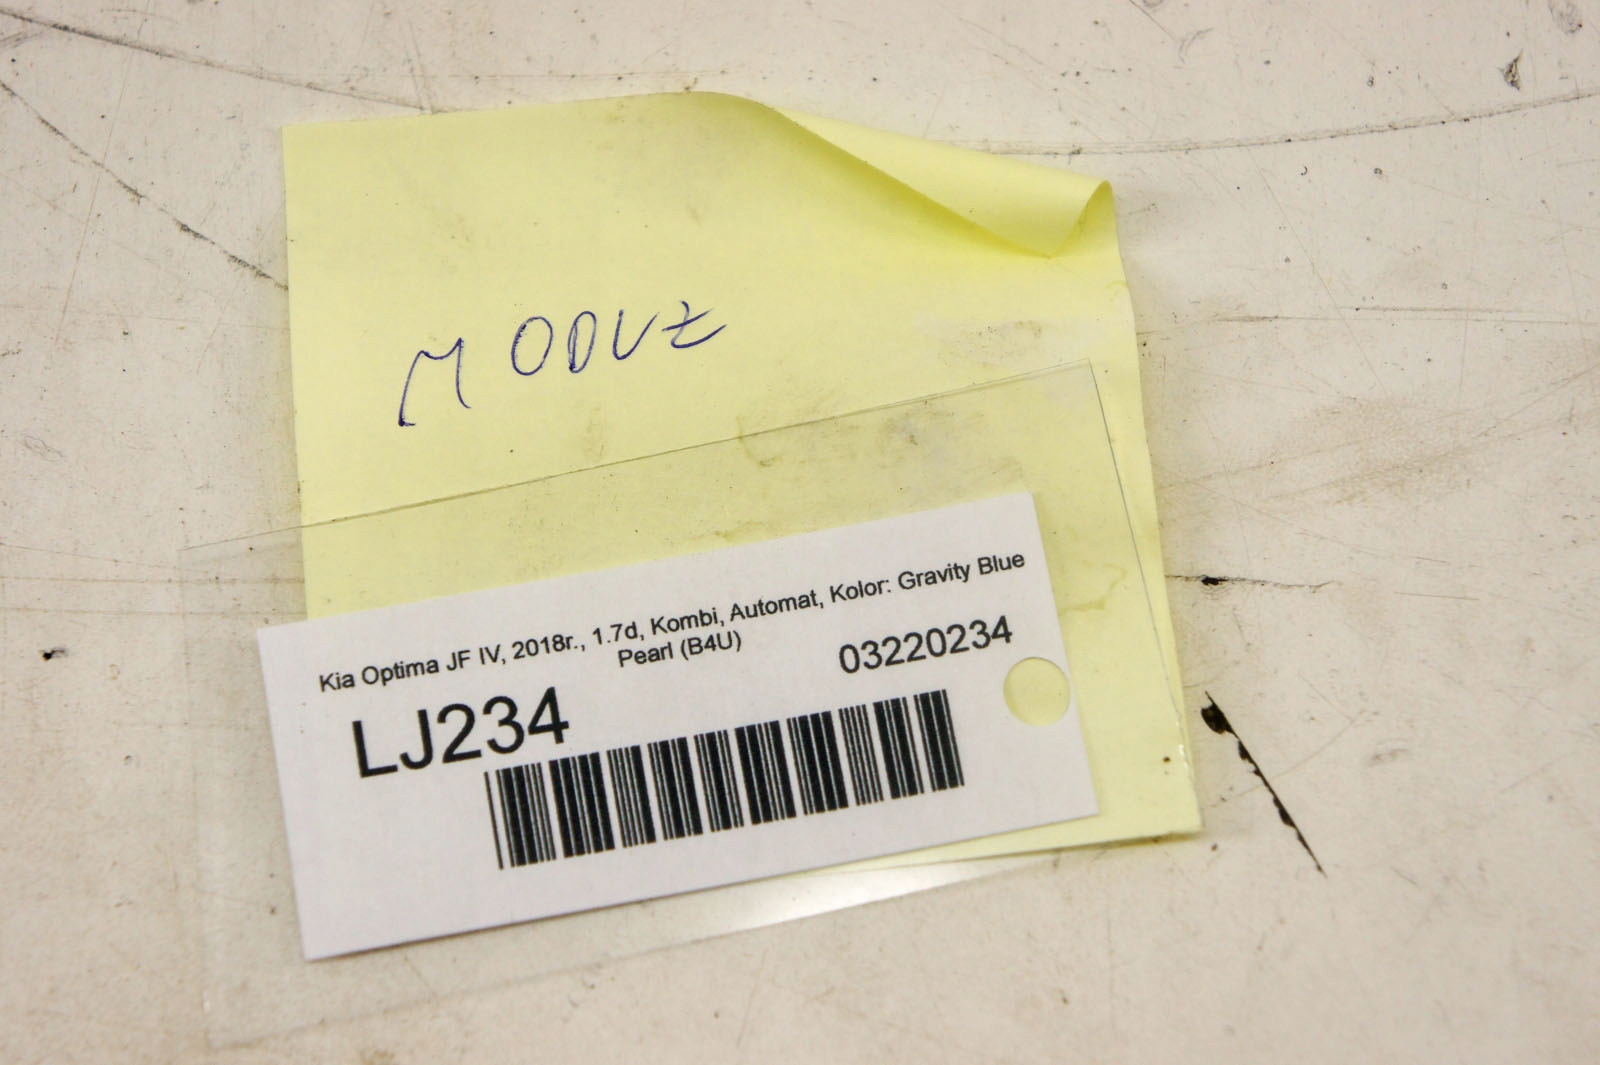 MODUŁ
Kia Optima JF IV, 2018r., 1.7d, Kombi, Automat, Kolor: Gravity Blue
Pearl (B4U)
03220234
LJ234